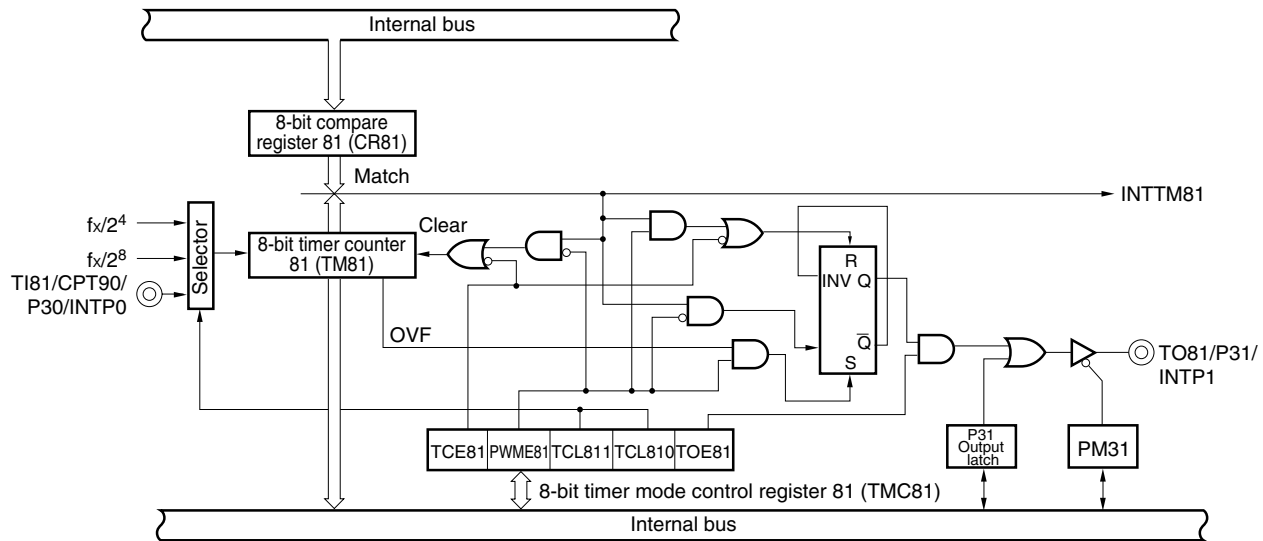 Internal bus
8-bit compare
register 81 (CR81)
Match
INTTM81
fx/2⁴
fx/2⁸
TI81/CPT90/
P30/INTP0
Selector
8-bit timer counter
81 (TM81)
Clear
OVF
R
INV Q
Q̅
S
TO81/P31/
INTP1
TCE81 PWME81 TCL811 TCL810 TOE81
P31
Output
latch
PM31
8-bit timer mode control register 81 (TMC81)
Internal bus